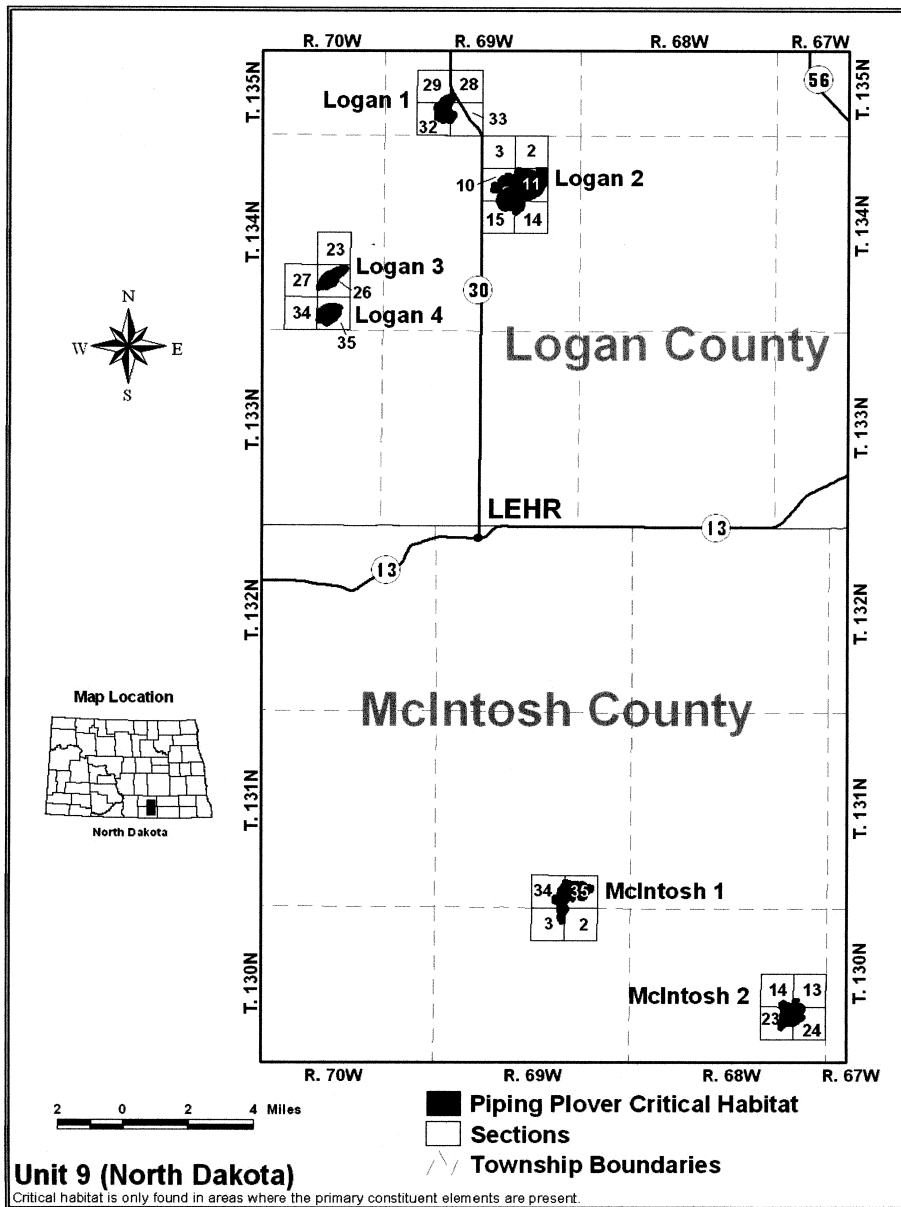 R. 70W R. 69W R. 68W R. 67W
T. 135N
T. 135N
56
29 28
Logan 1
32 33
3 2
10 11 Logan 2
15 14
T. 134N
T. 134N
23
27 Logan 3
26
34 Logan 4
35
30
N
W E
S
Logan County
T. 133N
T. 133N
LEHR
13
13
T. 132N
T. 132N
Map Location
North Dakota
McIntosh County
T. 131N
T. 131N
34 35 McIntosh 1
3 2
T. 130N
T. 130N
McIntosh 2 14 13
23 24
R. 70W R. 69W R. 68W R. 67W
2 0 2 4 Miles
Piping Plover Critical Habitat
Sections
Township Boundaries
Unit 9 (North Dakota)
Critical habitat is only found in areas where the primary constituent elements are present.